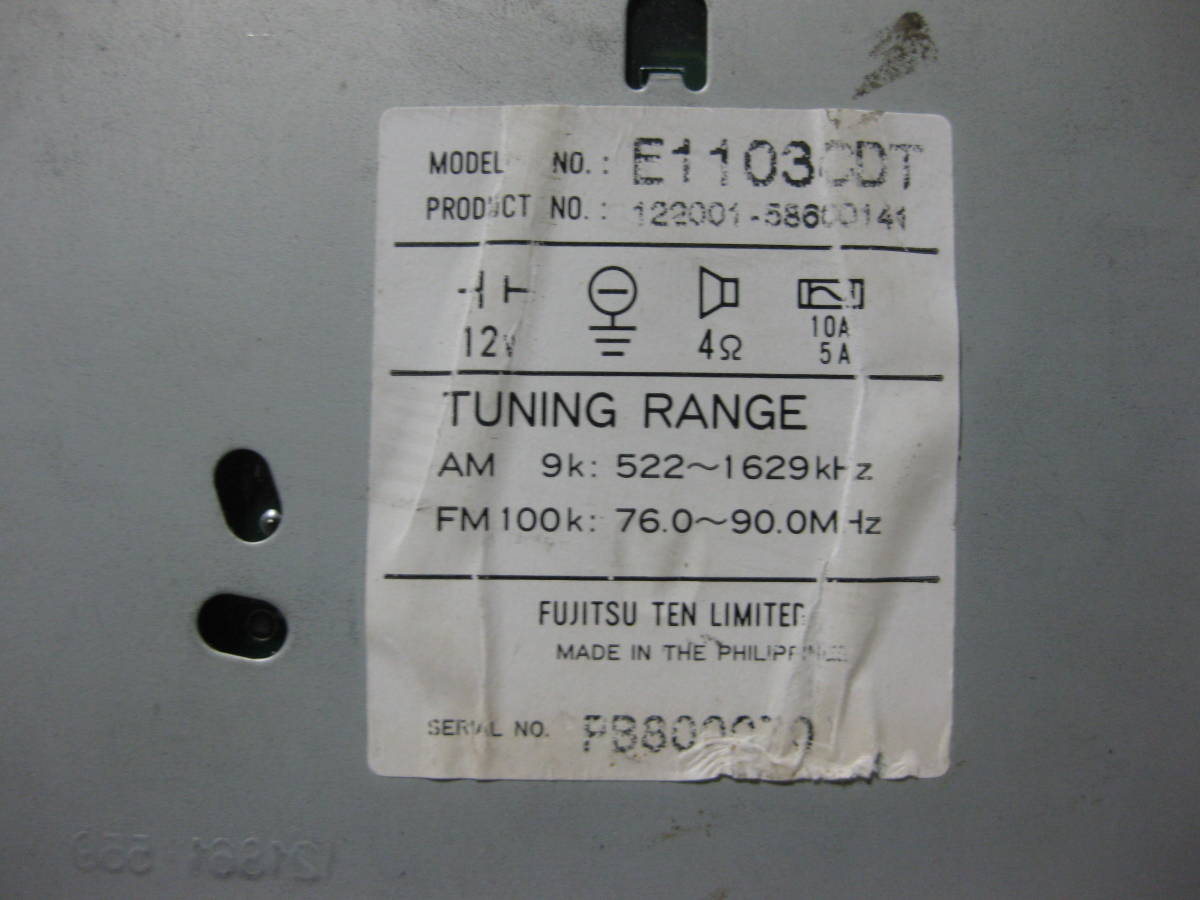 MODEL NO. : E1103CDT
PRODUCT NO. : 122001-58600141
12V 4Ω 10A
5A
TUNING RANGE
AM 9k: 522~1629kHz
FM 100k: 76.0~90.0MHz
FUJITSU TEN LIMITED
MADE IN THE PHILIPPINES
SERIAL NO.